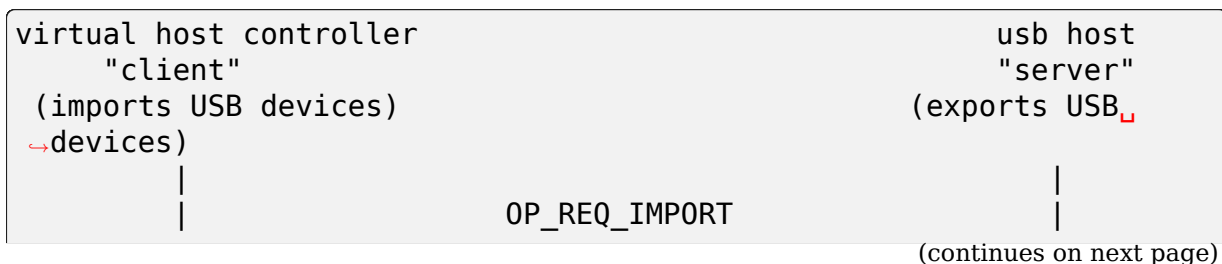 virtual host controller                                 usb host
     "client"                                           "server"
 (imports USB devices)                             (exports USB␣
↪devices)
         |                                                 |
         |                  OP_REQ_IMPORT                  |
(continues on next page)